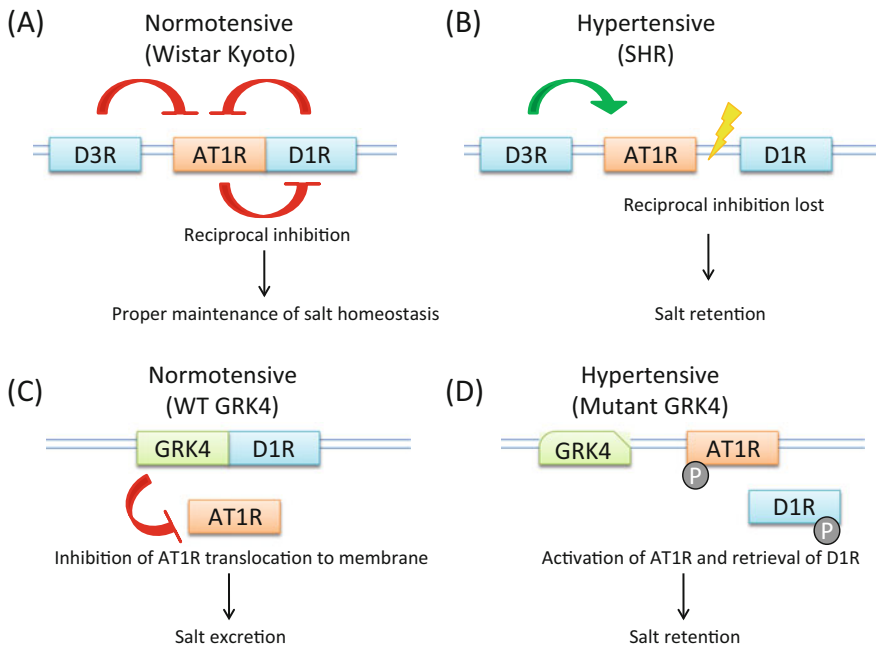 (A)
Normotensive
(Wistar Kyoto)
D3R
AT1R
D1R
Reciprocal inhibition
Proper maintenance of salt homeostasis
(B)
Hypertensive
(SHR)
D3R
AT1R
D1R
Reciprocal inhibition lost
Salt retention
(C)
Normotensive
(WT GRK4)
GRK4
D1R
AT1R
Inhibition of AT1R translocation to membrane
Salt excretion
(D)
Hypertensive
(Mutant GRK4)
GRK4
AT1R
P
D1R
P
Activation of AT1R and retrieval of D1R
Salt retention